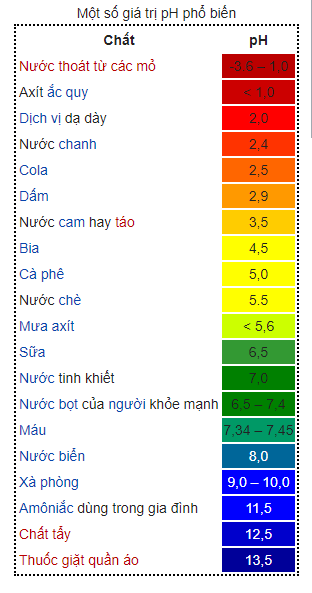 Một số giá trị pH phổ biến
Chất pH
Nước thoát từ các mỏ -3,6 – 1,0
Axít ắc quy < 1,0
Dịch vị dạ dày 2,0
Nước chanh 2,4
Cola 2,5
Dấm 2,9
Nước cam hay táo 3,5
Bia 4,5
Cà phê 5,0
Nước chè 5.5
Mưa axít < 5,6
Sữa 6,5
Nước tinh khiết 7,0
Nước bọt của người khỏe mạnh 6,5 – 7,4
Máu 7,34 – 7,45
Nước biển 8,0
Xà phòng 9,0 – 10,0
Amôniắc dùng trong gia đình 11,5
Chất tẩy 12,5
Thuốc giặt quần áo 13,5